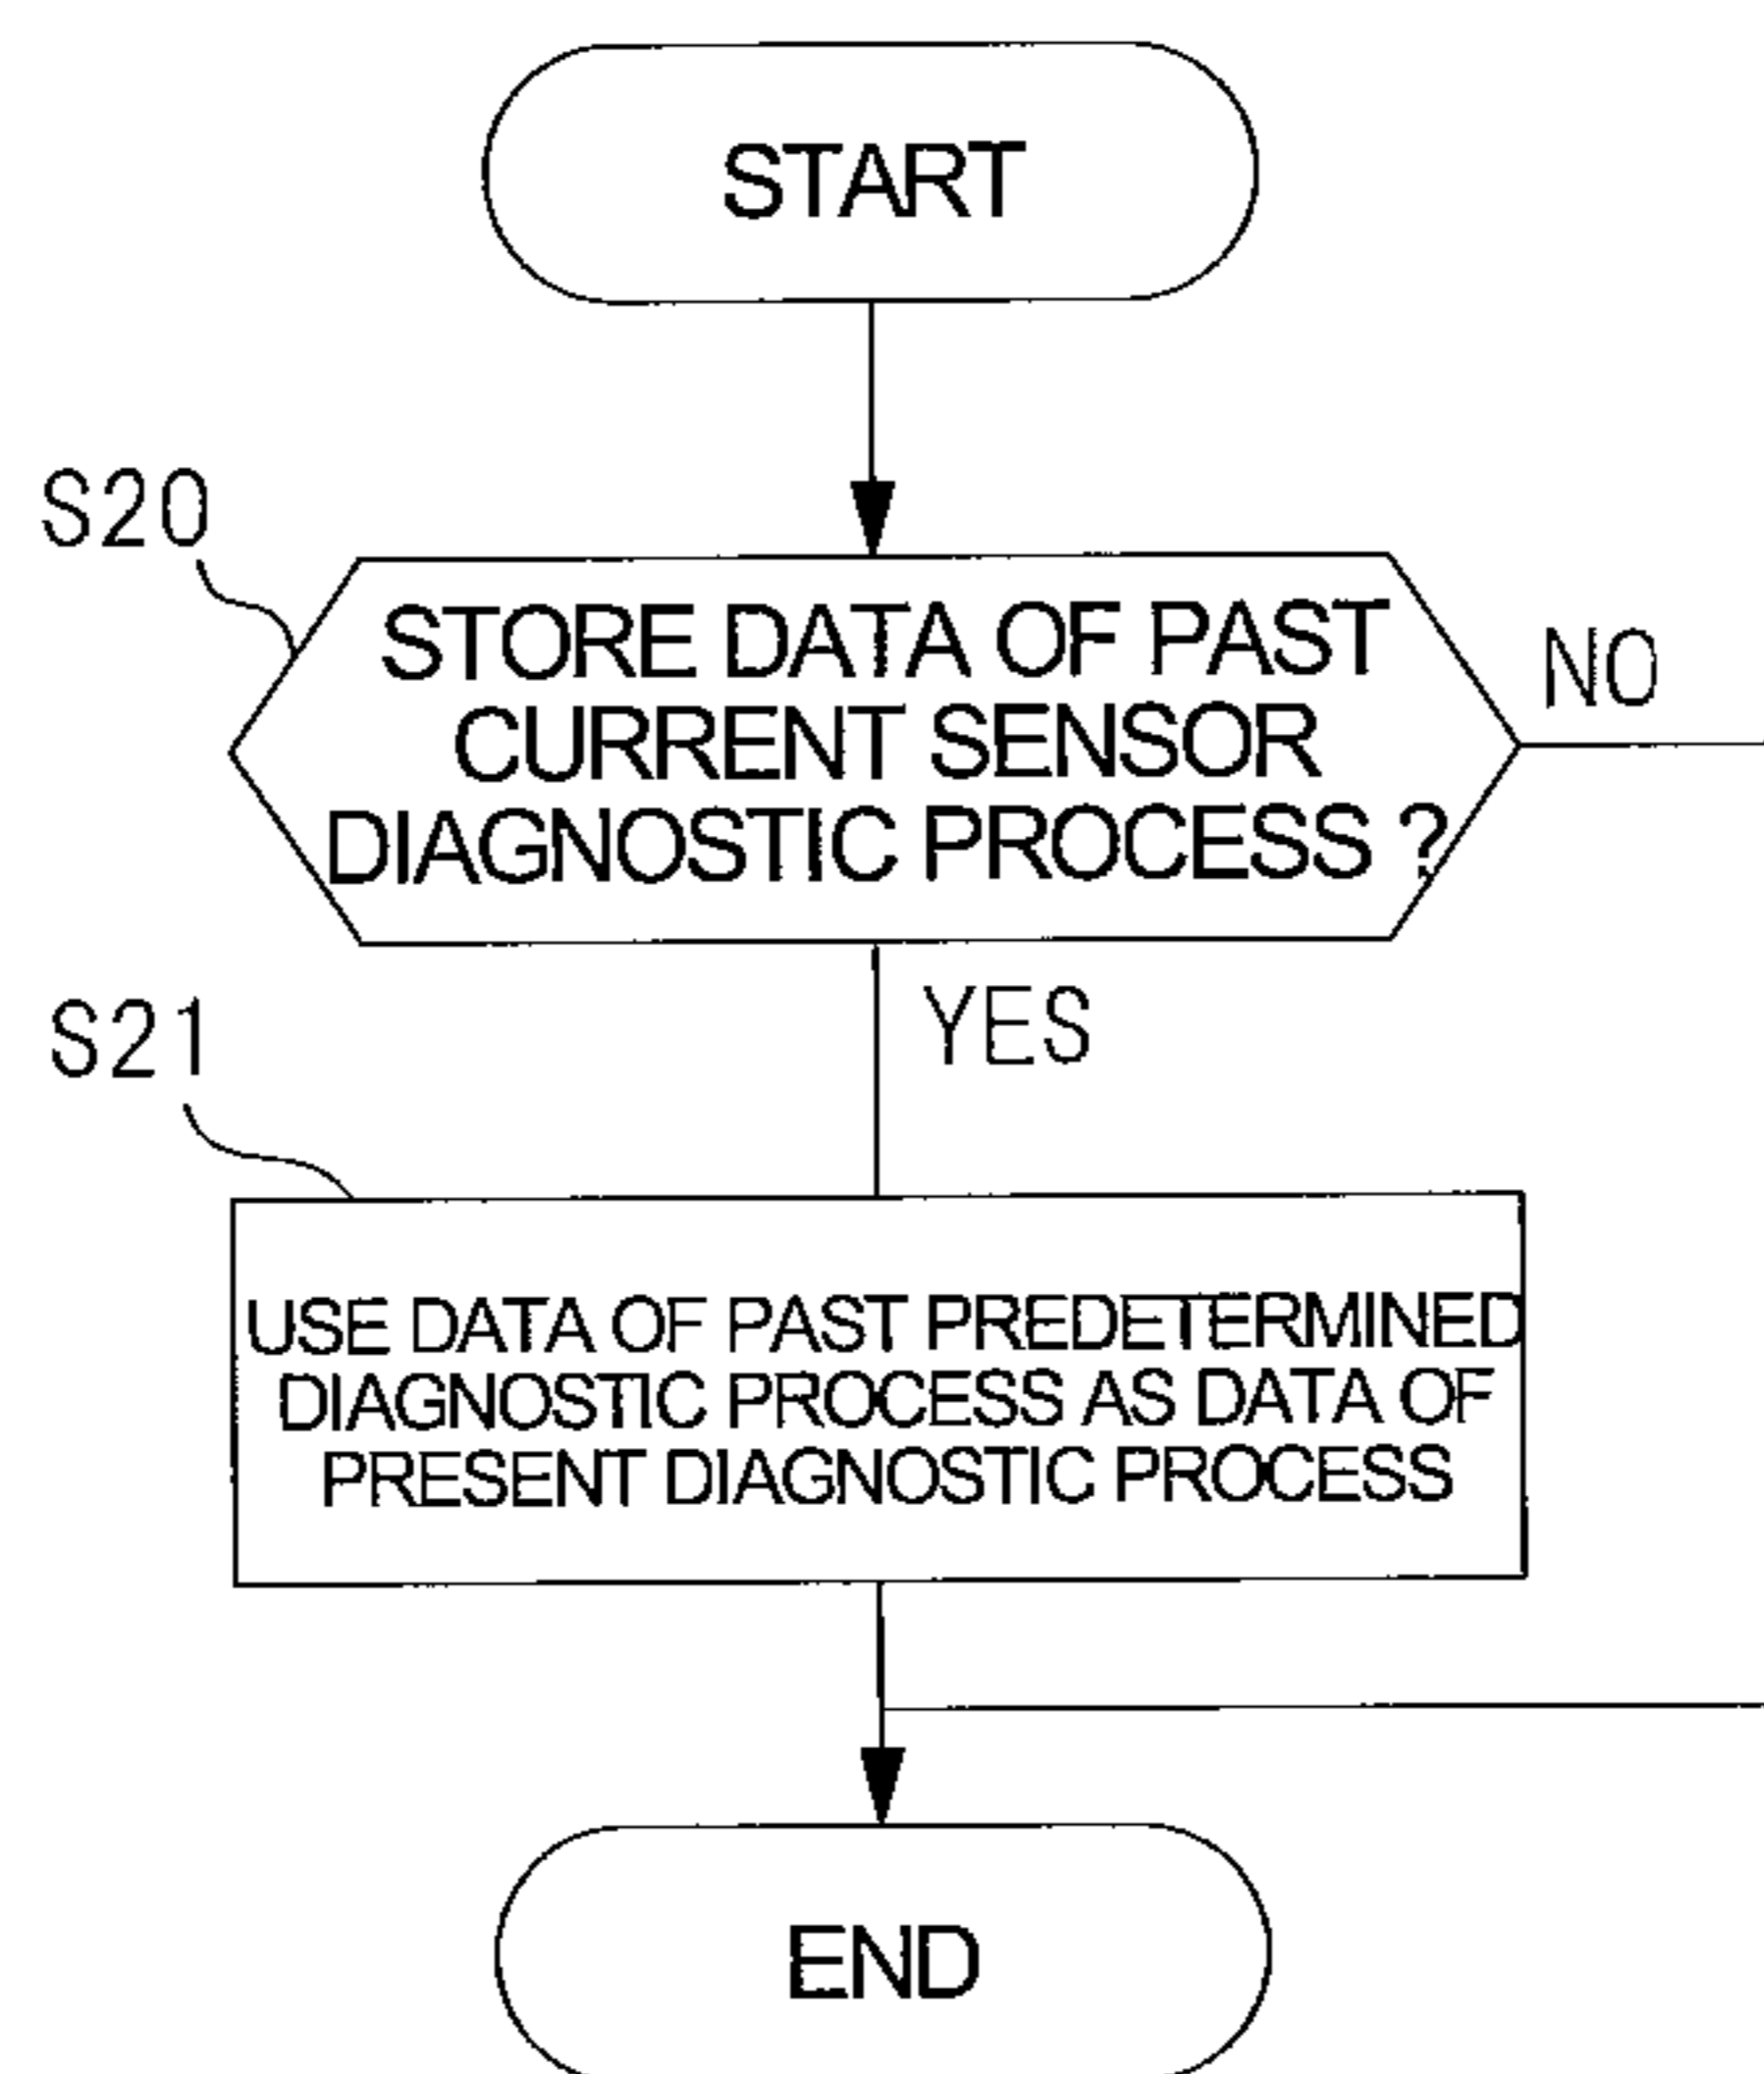 START
S20
STORE DATA OF PAST
CURRENT SENSOR
DIAGNOSTIC PROCESS ?
NO
YES
S21
USE DATA OF PAST PREDETERMINED
DIAGNOSTIC PROCESS AS DATA OF
PRESENT DIAGNOSTIC PROCESS
END